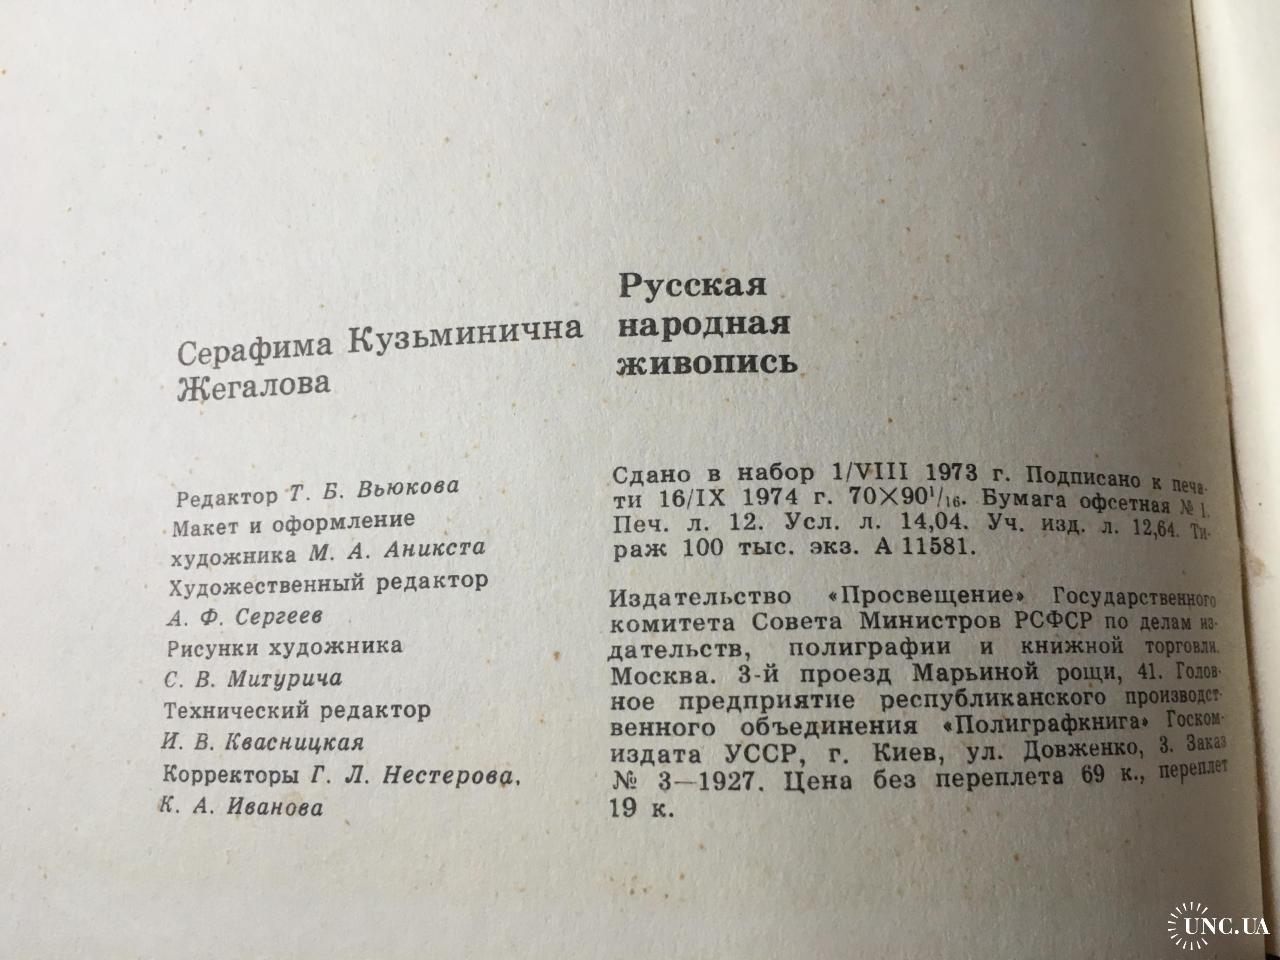 Серафима Кузьминична
Жегалова
Русская
народная
живопись
Редактор Т. Б. Вьюкова
Макет и оформление
художника М. А. Аникста
Художественный редактор
А. Ф. Сергеев
Рисунки художника
С. В. Митурича
Технический редактор
И. В. Квасницкая
Корректоры Г. Л. Нестерова,
К. А. Иванова
Сдано в набор 1/VIII 1973 г. Подписано к печа-
ти 16/IX 1974 г. 70×90¹/₁₆. Бумага офсетная № 1.
Печ. л. 12. Усл. л. 14,04. Уч. изд. л. 12,64. Ти-
раж 100 тыс. экз. А 11581.
Издательство «Просвещение» Государственного
комитета Совета Министров РСФСР по делам из-
дательств, полиграфии и книжной торговли.
Москва. 3-й проезд Марьиной рощи, 41. Голов-
ное предприятие республиканского производст-
венного объединения «Полиграфкнига» Госком-
издата УССР, г. Киев, ул. Довженко, 3. Заказ
№ 3—1927. Цена без переплета 69 к., переплет
19 к.
UNC.UA